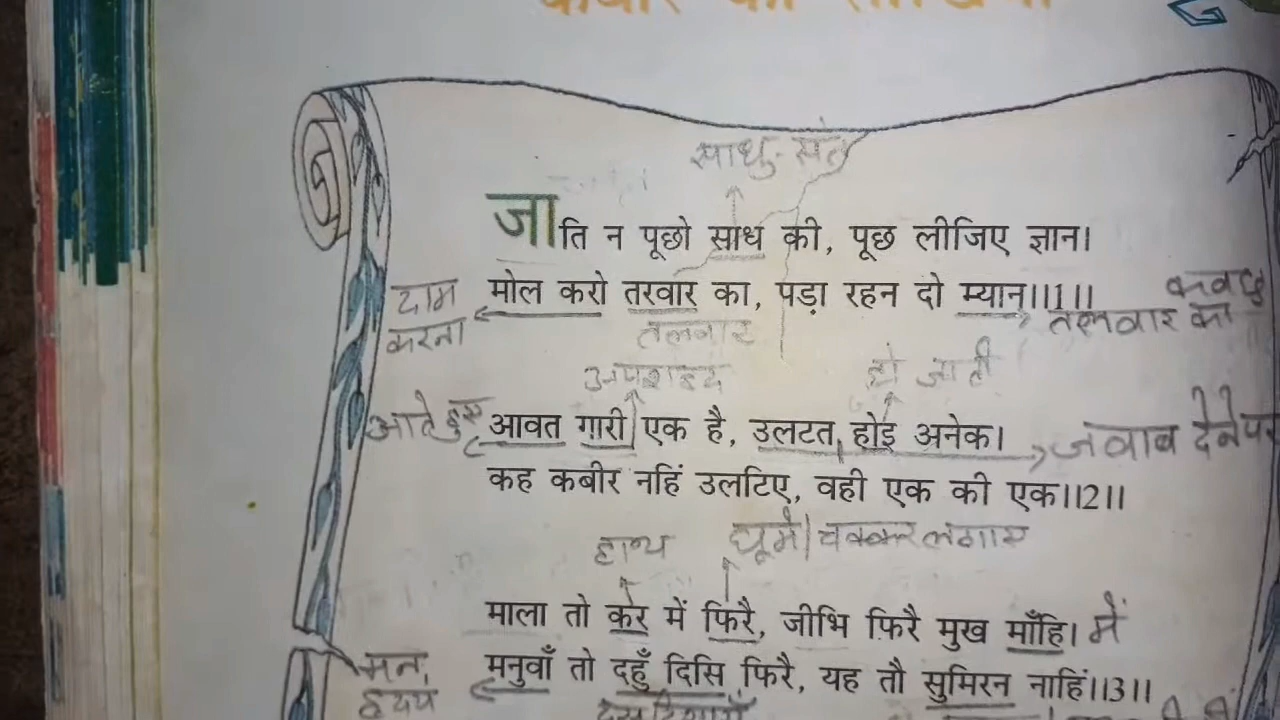 साधु-संत
जाति न पूछो साध की, पूछ लीजिए ज्ञान।
दाम करना
मोल करो तरवार का, पड़ा रहन दो म्यान।।1।।
कवच
तलवार का
तलवार
अपशब्द
हो जाती
आते हुए
आवत गारी एक है, उलटत होइ अनेक।
जवाब देने पर
कह कबीर नहिं उलटिए, वही एक की एक।।2।।
हाथ
घूमे/चक्कर लगाए
माला तो कर में फिरै, जीभि फ़िरै मुख माँहि।
में
मन, हृदय
मनुवाँ तो दहुँ दिसि फिरै, यह तौ सुमिरन नाहिं।।3।।